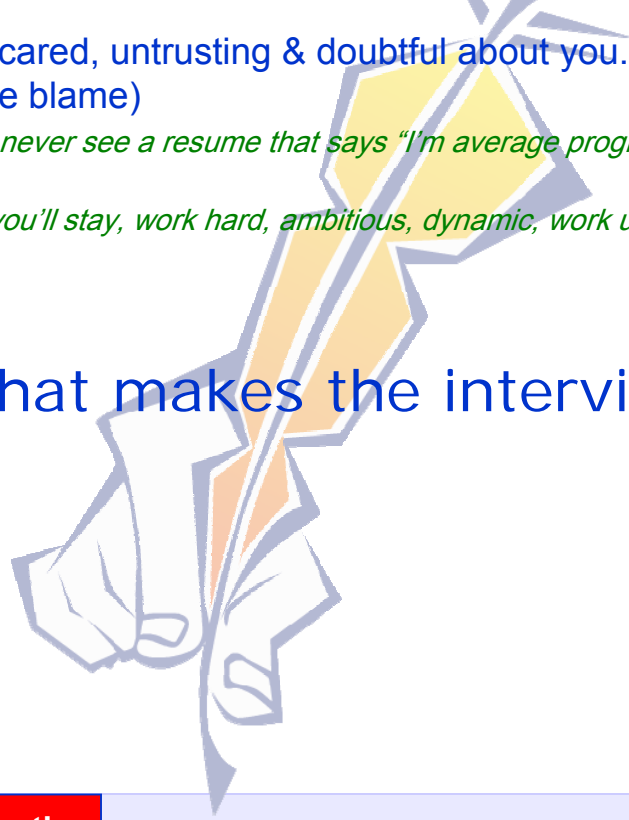 cared, untrusting & doubtful about you.
e blame)
never see a resume that says “I’m average progr
you’ll stay, work hard, ambitious, dynamic, work u
hat makes the intervi